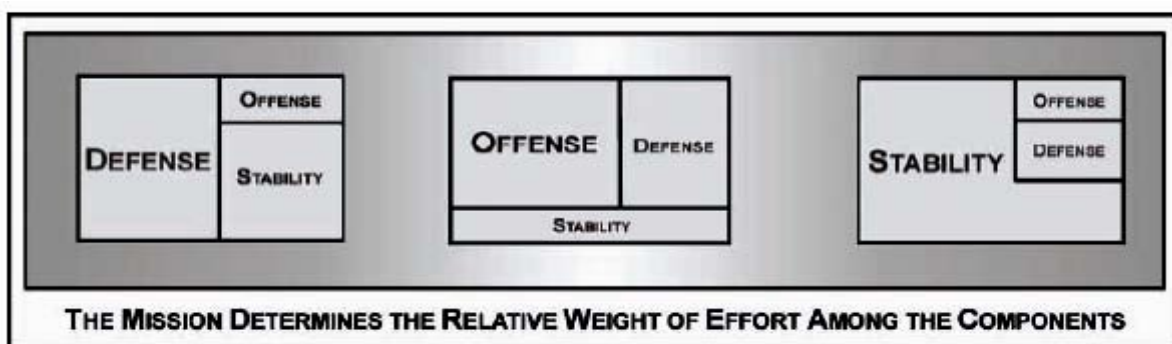 DEFENSE
OFFENSE
STABILITY
OFFENSE
DEFENSE
STABILITY
STABILITY
OFFENSE
DEFENSE
THE MISSION DETERMINES THE RELATIVE WEIGHT OF EFFORT AMONG THE COMPONENTS